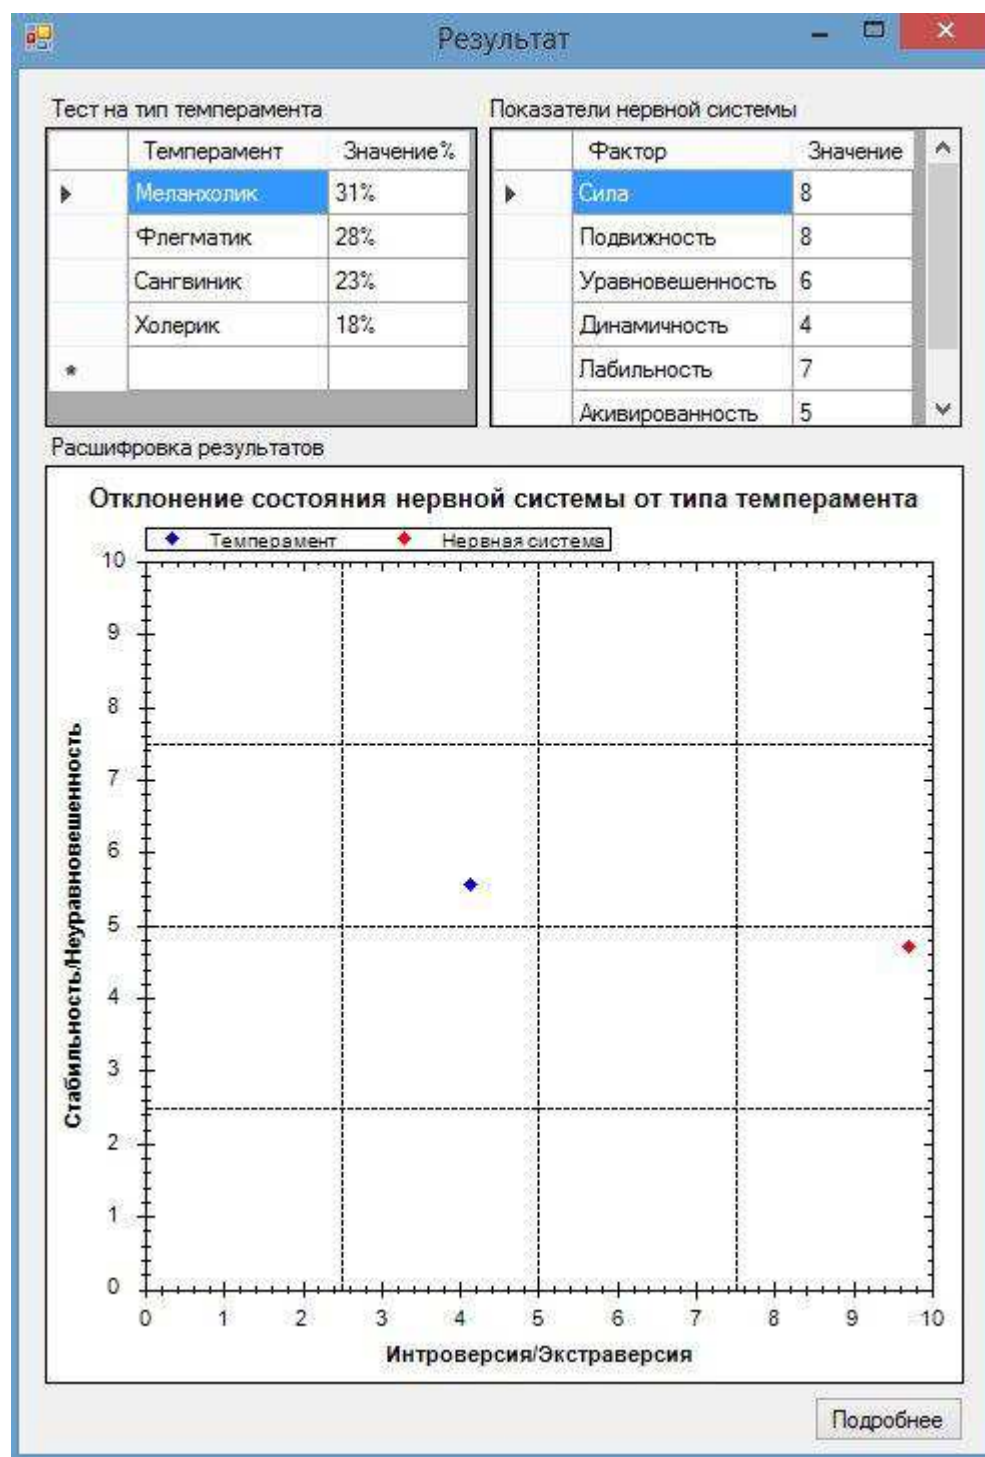 Результат
Тест на тип темперамента
Показатели нервной системы
Темперамент Значение%
Меланхолик 31%
Флегматик 28%
Сангвиник 23%
Холерик 18%
*
Фактор Значение
Сила 8
Подвижность 8
Уравновешенность 6
Динамичность 4
Лабильность 7
Акивированность 5
Расшифровка результатов
Отклонение состояния нервной системы от типа темперамента
Темперамент Нервная система
10
9
8
7
6
5
4
3
2
1
0
Стабильность/Неуравновешенность
0 1 2 3 4 5 6 7 8 9 10
Интроверсия/Экстраверсия
Подробнее